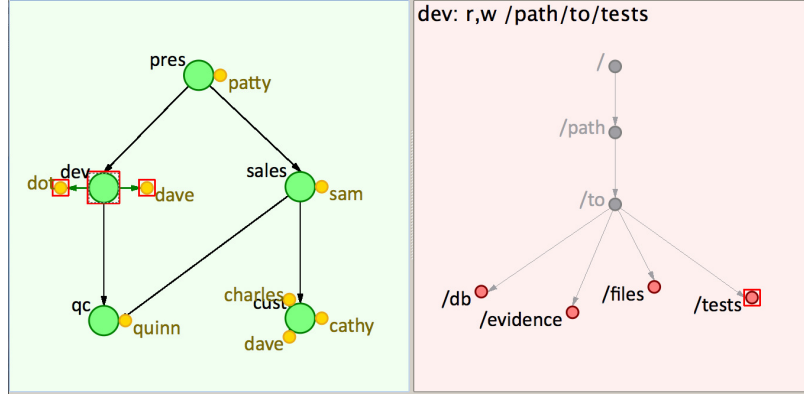 dev: r,w /path/to/tests
pres
patty
dev
dot
dave
sales
sam
qc
quinn
charles
cust
cathy
dave
/
/path
/to
/db
/evidence
/files
/tests